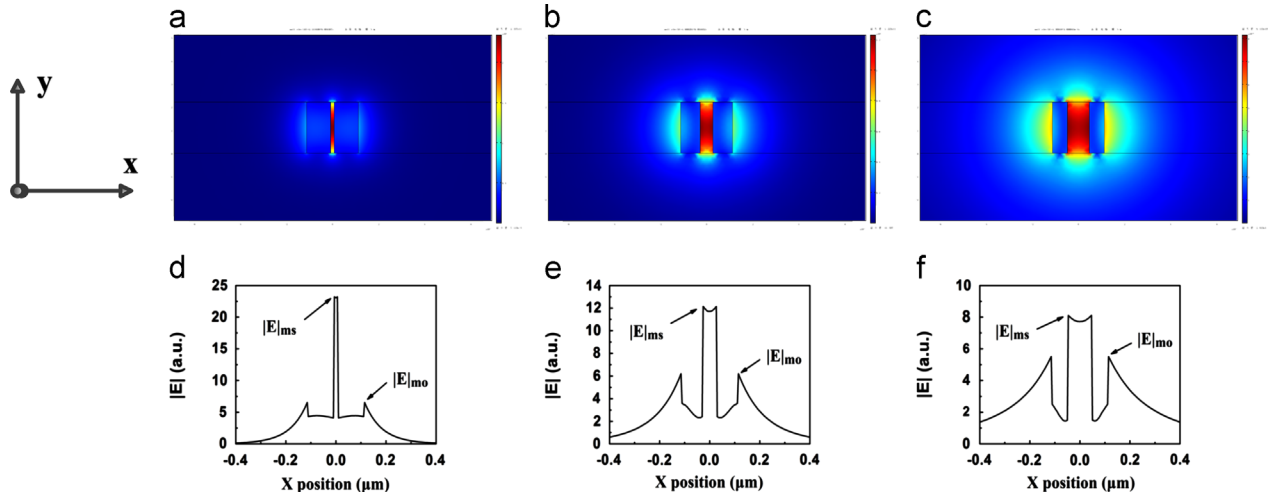 a
b
c
y
x
d
e
f
25
20
15
10
5
0
|E| (a.u.)
|E|ms
|E|mo
-0.4 -0.2 0.0 0.2 0.4
X position (μm)
14
12
10
8
6
4
2
0
|E| (a.u.)
|E|ms
|E|mo
-0.4 -0.2 0.0 0.2 0.4
X position (μm)
10
8
6
4
2
0
|E| (a.u.)
|E|ms
|E|mo
-0.4 -0.2 0.0 0.2 0.4
X position (μm)